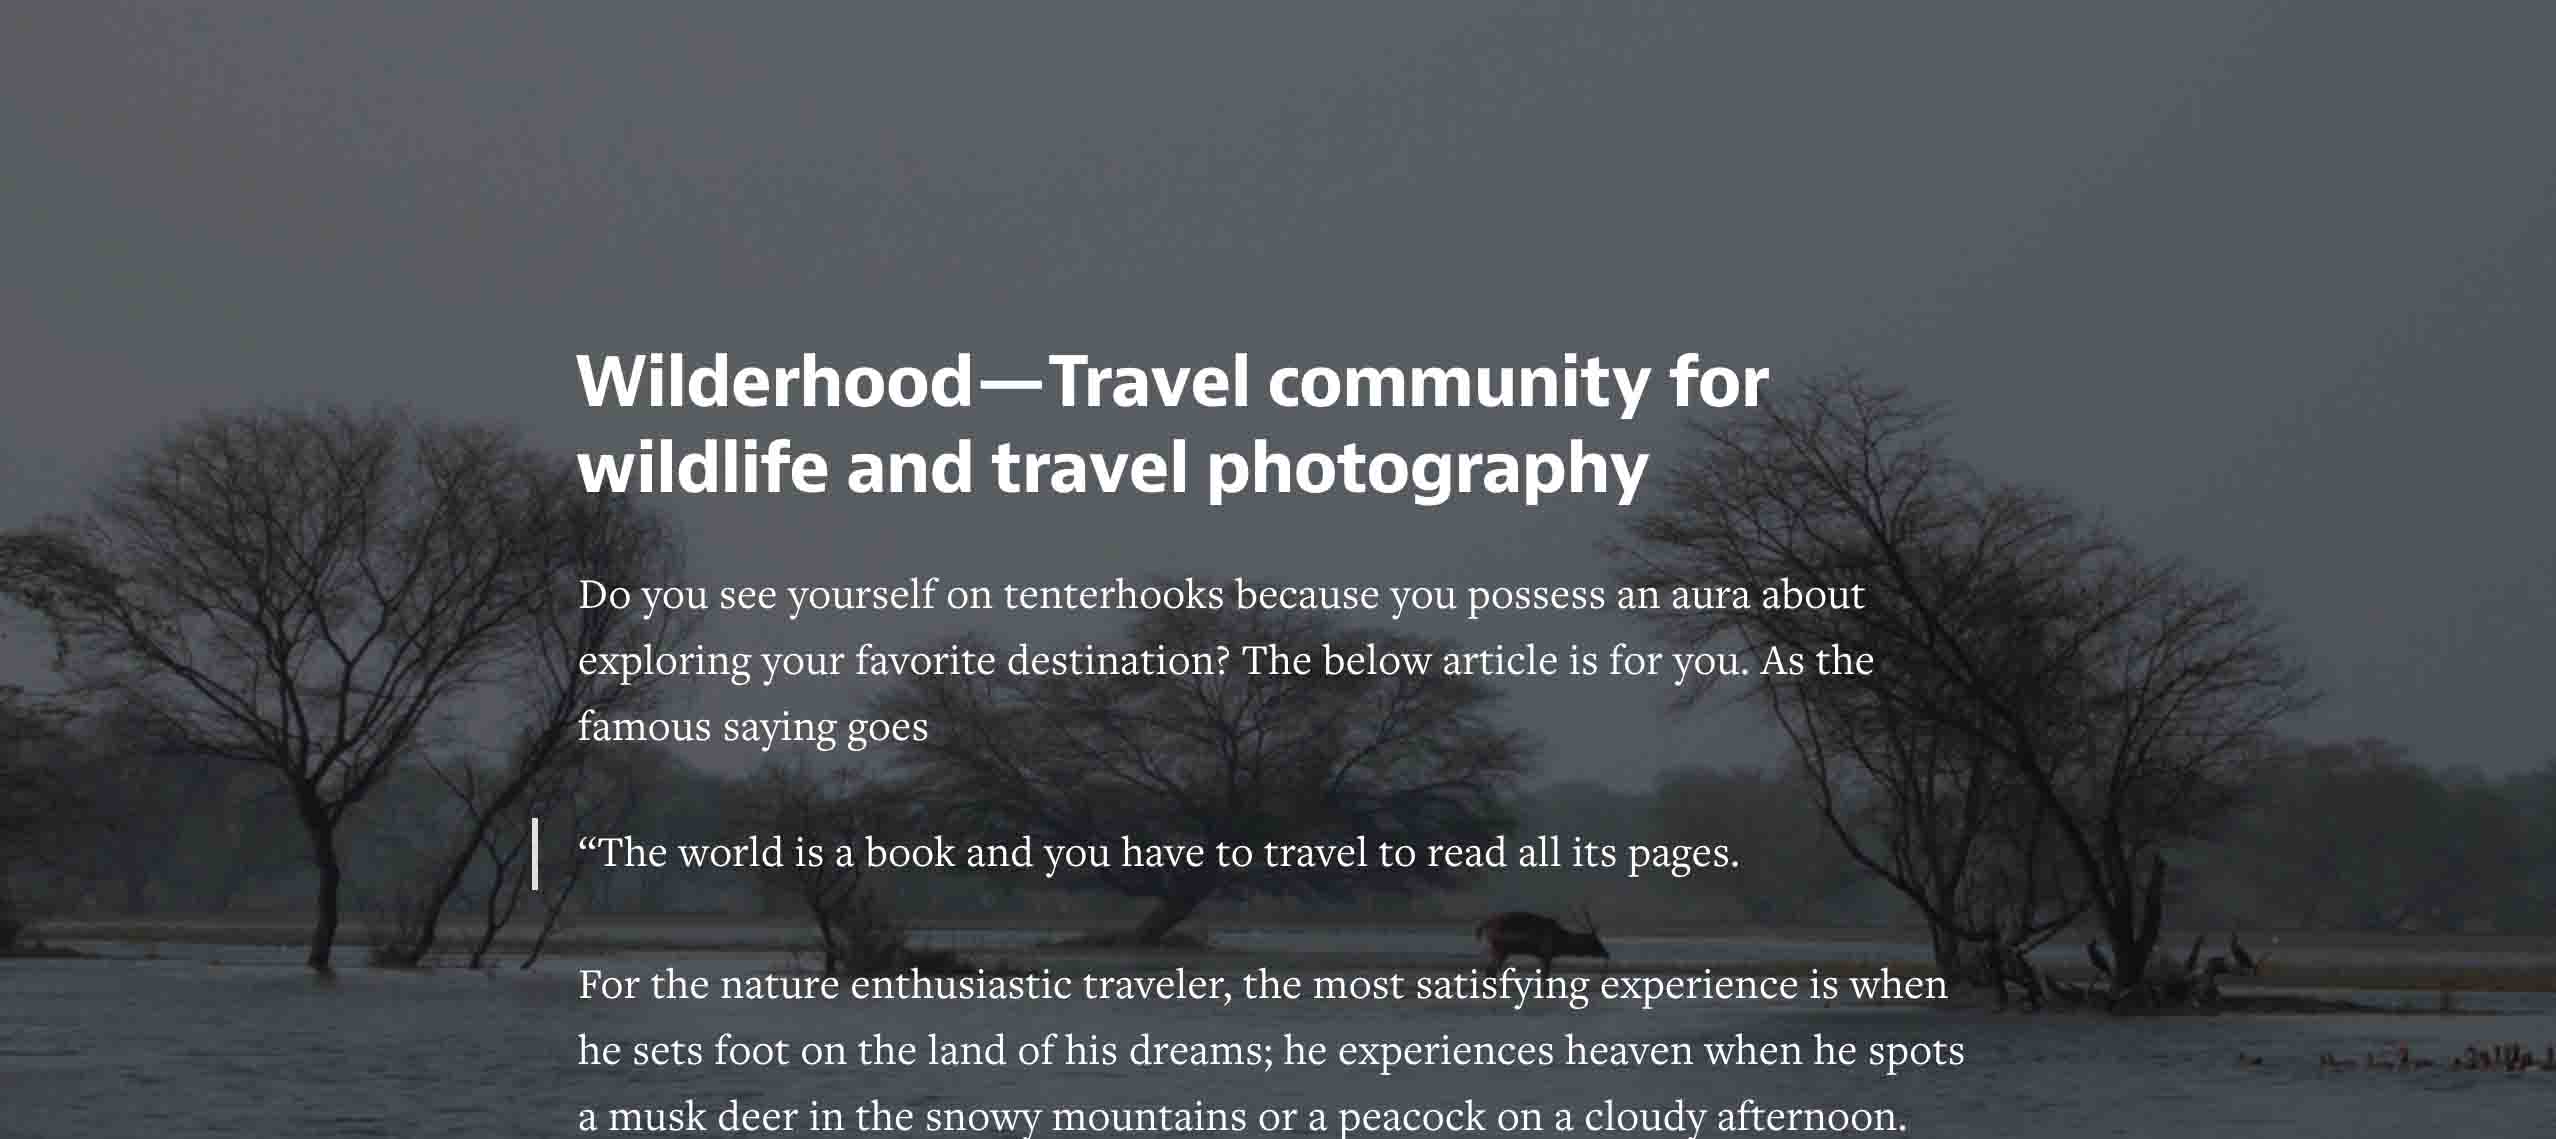 Wilderhood—Travel community for
wildlife and travel photography
Do you see yourself on tenterhooks because you possess an aura about
exploring your favorite destination? The below article is for you. As the
famous saying goes
“The world is a book and you have to travel to read all its pages.
For the nature enthusiastic traveler, the most satisfying experience is when
he sets foot on the land of his dreams; he experiences heaven when he spots
a musk deer in the snowy mountains or a peacock on a cloudy afternoon.